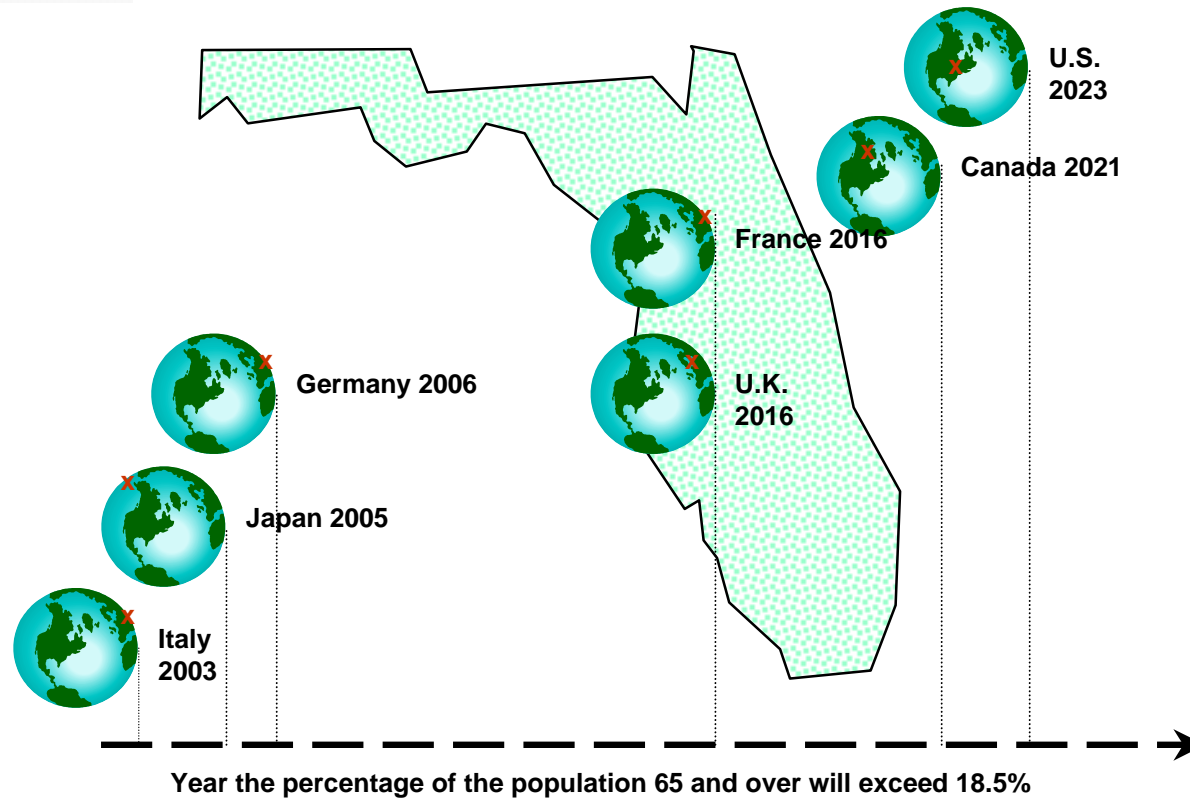 U.S.
2023
Canada 2021
France 2016
Germany 2006
U.K.
2016
Japan 2005
Italy
2003
Year the percentage of the population 65 and over will exceed 18.5%
x
x
x
x
x
x
x